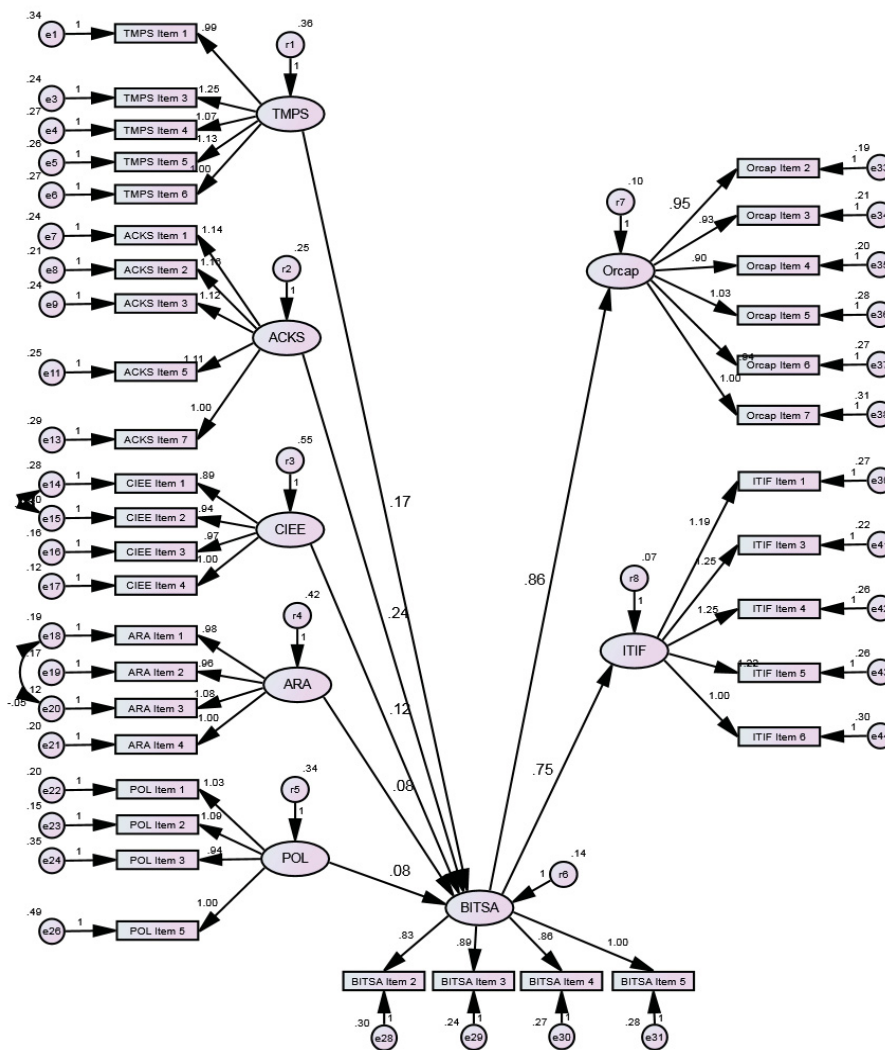 .34 e1 1 TMPS Item 1 .99
.36 r1 1
TMPS
.24 e3 1 TMPS Item 3 1.25
.27 e4 1 TMPS Item 4 1.07
.26 e5 1 TMPS Item 5 1.13
.27 e6 1 TMPS Item 6 1.00
.24 e7 1 ACKS Item 1 1.14
.25 r2 1
ACKS
.21 e8 1 ACKS Item 2
.24 e9 1 ACKS Item 3 1.12
.25 e11 1 ACKS Item 5 1.11
.29 e13 1 ACKS Item 7 1.00
.55 r3 1
CIEE
.28 e14 1 CIEE Item 1 .89
e15 1 CIEE Item 2 .94
.16 e16 1 CIEE Item 3 .97
.12 e17 1 CIEE Item 4 1.00
.42 r4 1
ARA
.19 e18 1 ARA Item 1 .98
.17 e19 1 ARA Item 2 .96
.12 e20 1 ARA Item 3 1.08
-.05
.20 e21 1 ARA Item 4 1.00
.34 r5 1
POL
.20 e22 1 POL Item 1 1.03
.15 e23 1 POL Item 2 1.09
.35 e24 1 POL Item 3 .94
.49 e26 1 POL Item 5 1.00
.17
.24
.12
.08
.08
.86
.75
.14 r6 1
BITSA
.83 .89 .86 1.00
BITSA Item 2 BITSA Item 3 BITSA Item 4 BITSA Item 5
1 1 1 1
.30 e28 .24 e29 .27 e30 .28 e31
.10 r7 1
Orcap
.95 Orcap Item 2 1 .19
.93 Orcap Item 3 1 .21
.90 Orcap Item 4 1 .20
1.03 Orcap Item 5 1 .28
.94 Orcap Item 6 1 .27
1.00 Orcap Item 7 1 .31
.07 r8 1
ITIF
1.19 ITIF Item 1 1 .27
1.25 ITIF Item 3 1 .22
1.25 ITIF Item 4 1 .26
1.22 ITIF Item 5 1 .26
1.00 ITIF Item 6 1 .30